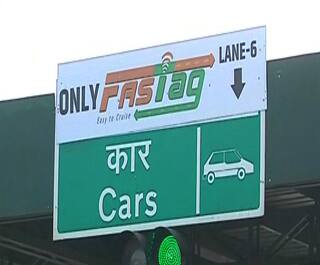 ONLY FASTag LANE-6
Easy to Cruise
कार
Cars